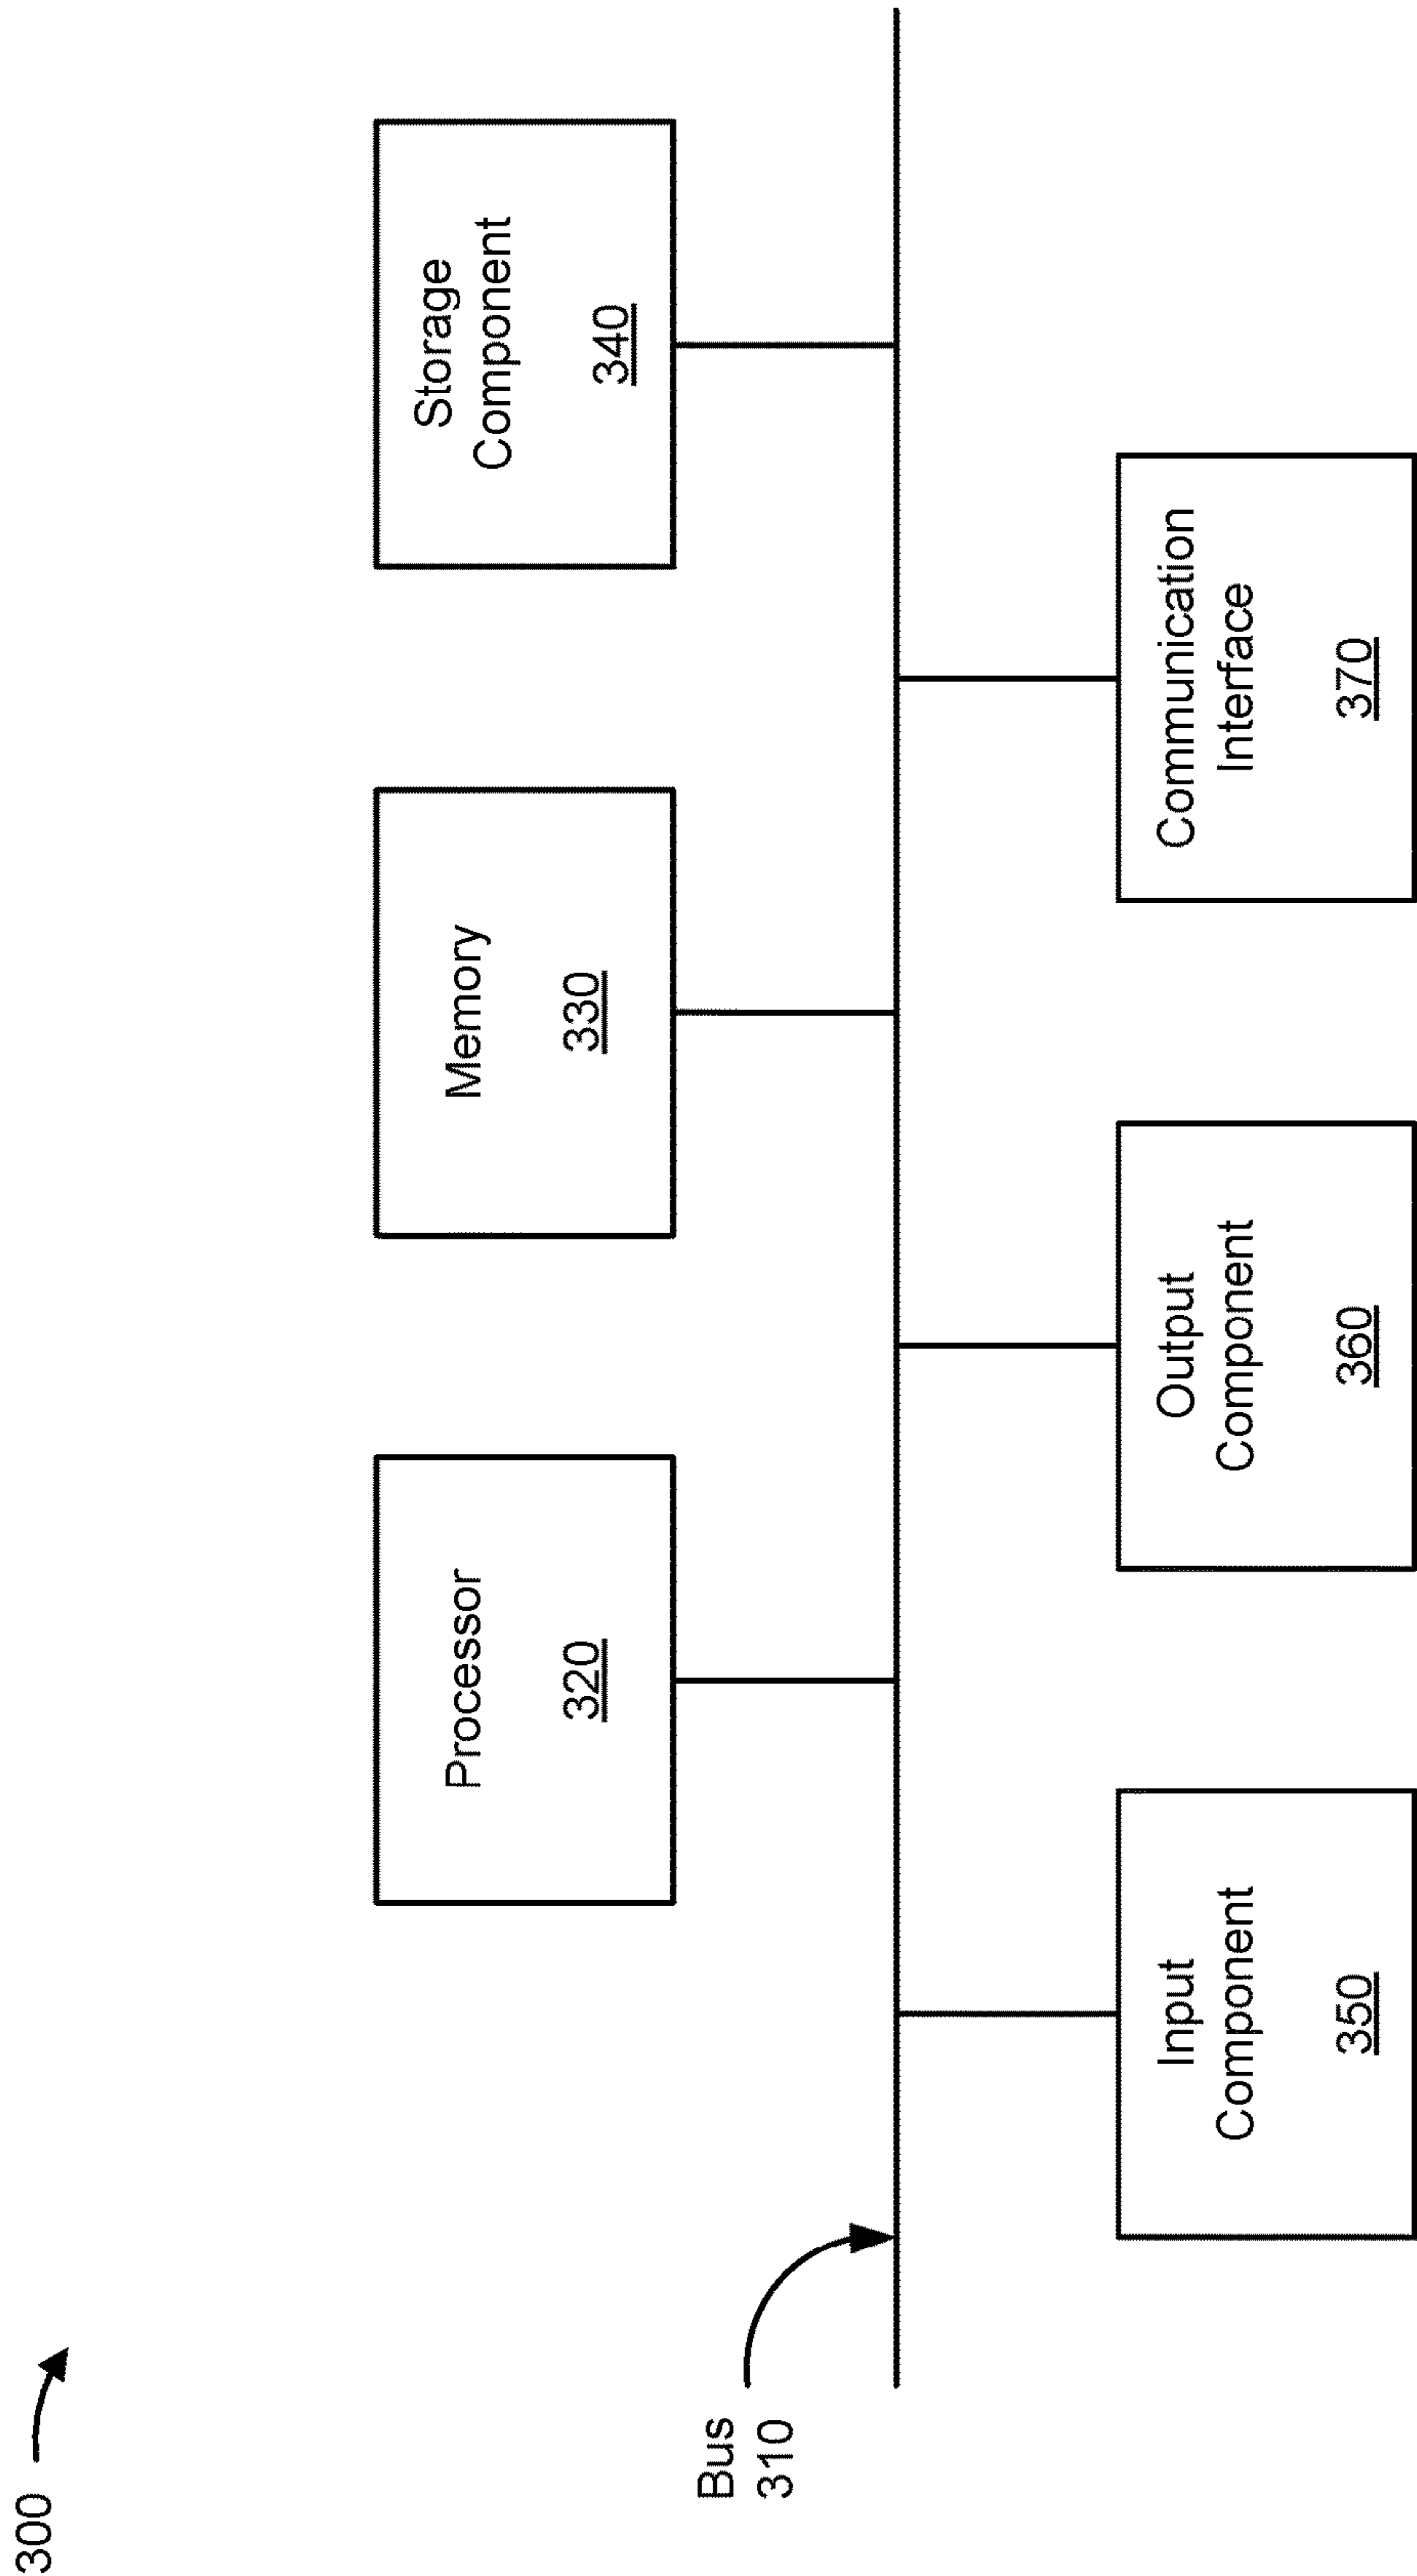 300
Processor
320
Memory
330
Storage
Component
340
Bus
310
Input
Component
350
Output
Component
360
Communication
Interface
370